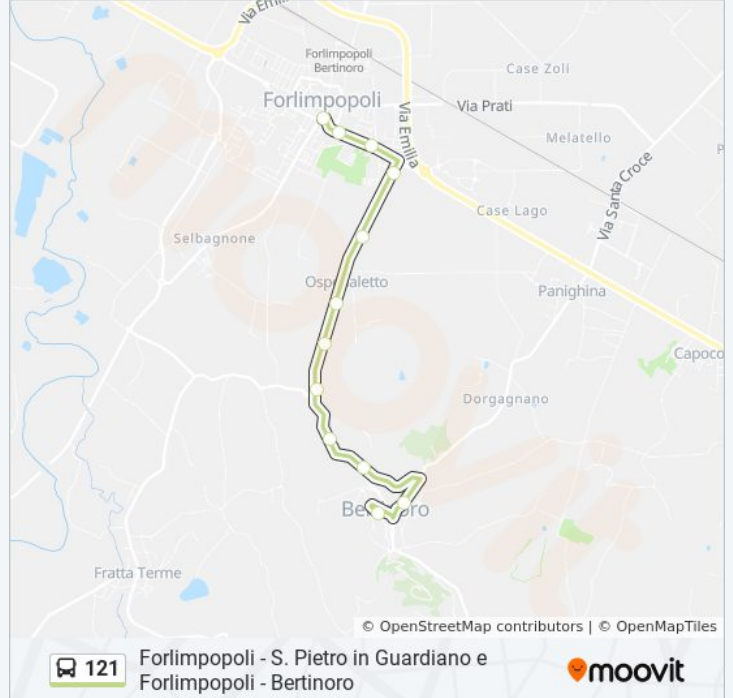 Via Emilia
Forlimpopoli
Bertinoro
Case Zoli
Forlimpopoli
Via Emilia
Via Prati
Melatello
Via Santa Croce
Case Lago
Selbagnone
Ospedaletto
Panighina
Capoco
Dorgagnano
Bertinoro
Fratta Terme
© OpenStreetMap contributors | © OpenMapTiles
121
Forlimpopoli - S. Pietro in Guardiano e
Forlimpopoli - Bertinoro
moovit